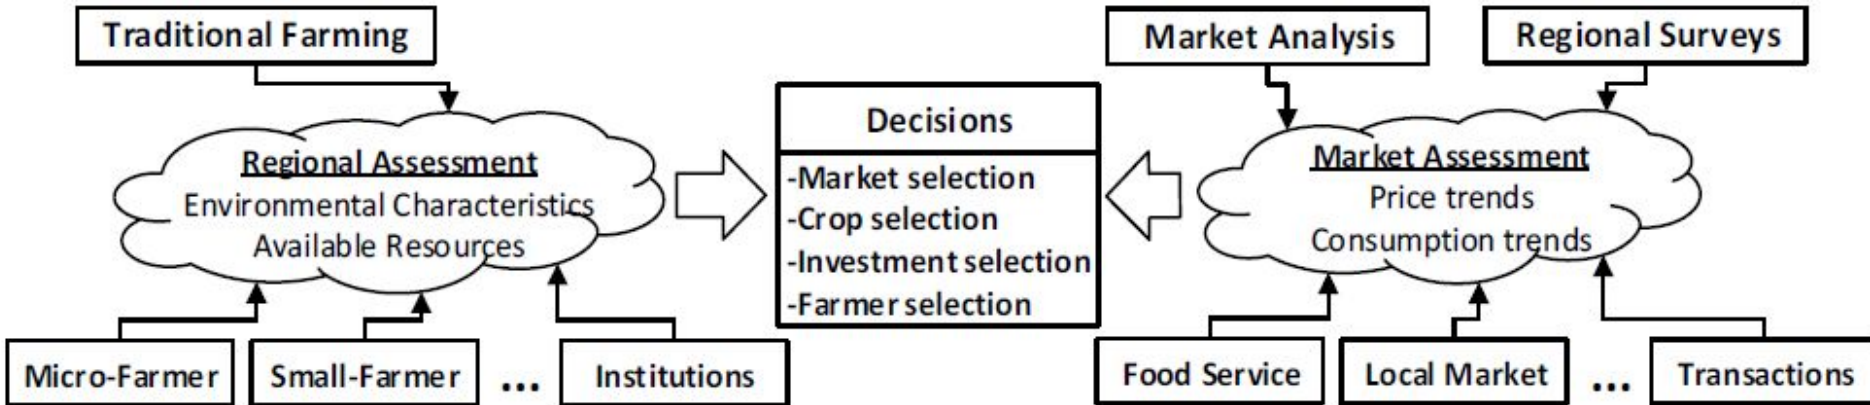 Traditional Farming
Market Analysis
Regional Surveys
Regional Assessment
Environmental Characteristics
Available Resources
Decisions
-Market selection
-Crop selection
-Investment selection
-Farmer selection
Market Assessment
Price trends
Consumption trends
Micro-Farmer
Small-Farmer
...
Institutions
Food Service
Local Market
...
Transactions